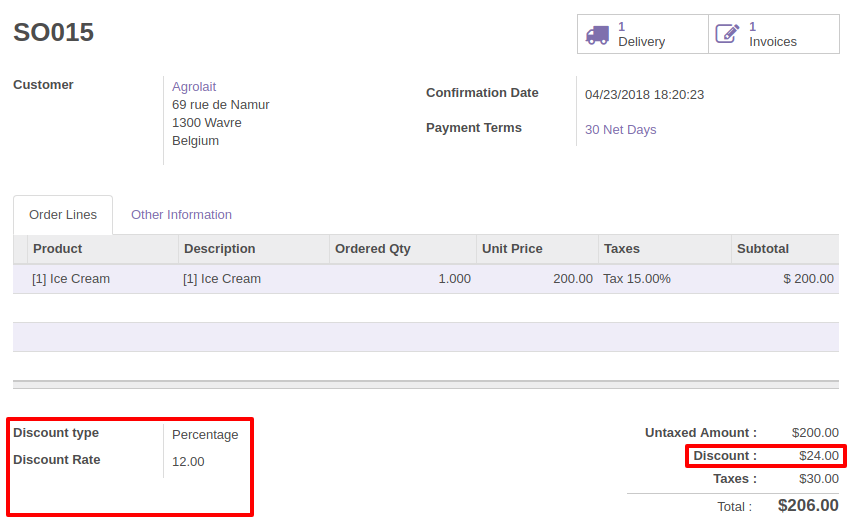 SO015
1 Delivery
1 Invoices
Customer
Agrolait
69 rue de Namur
1300 Wavre
Belgium
Confirmation Date 04/23/2018 18:20:23
Payment Terms 30 Net Days
Order Lines Other Information
Product Description Ordered Qty Unit Price Taxes Subtotal
[1] Ice Cream [1] Ice Cream 1.000 200.00 Tax 15.00% $ 200.00
Discount type Percentage
Discount Rate 12.00
Untaxed Amount : $200.00
Discount : $24.00
Taxes : $30.00
Total : $206.00